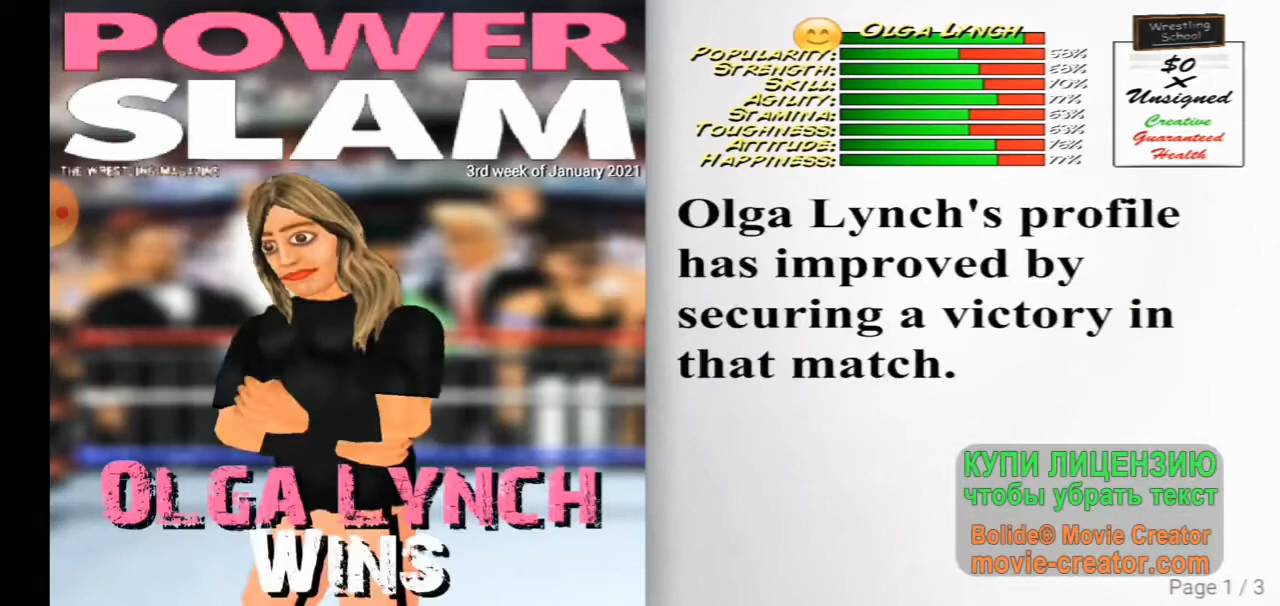 POWER
SLAM
THE WRESTLING MAGAZINE
3rd week of January 2021
OLGA LYNCH
WINS
OLGA LYNCH
POPULARITY: 58%
STRENGTH: 68%
SKILL: 70%
AGILITY: 77%
STAMINA: 63%
TOUGHNESS: 63%
ATTITUDE: 76%
HAPPINESS: 77%
Wrestling
School
$0
X
Unsigned
Creative
Guaranteed
Health
Olga Lynch's profile
has improved by
securing a victory in
that match.
КУПИ ЛИЦЕНЗИЮ
чтобы убрать текст
Bolide® Movie Creator
movie-creator.com
Page 1 / 3